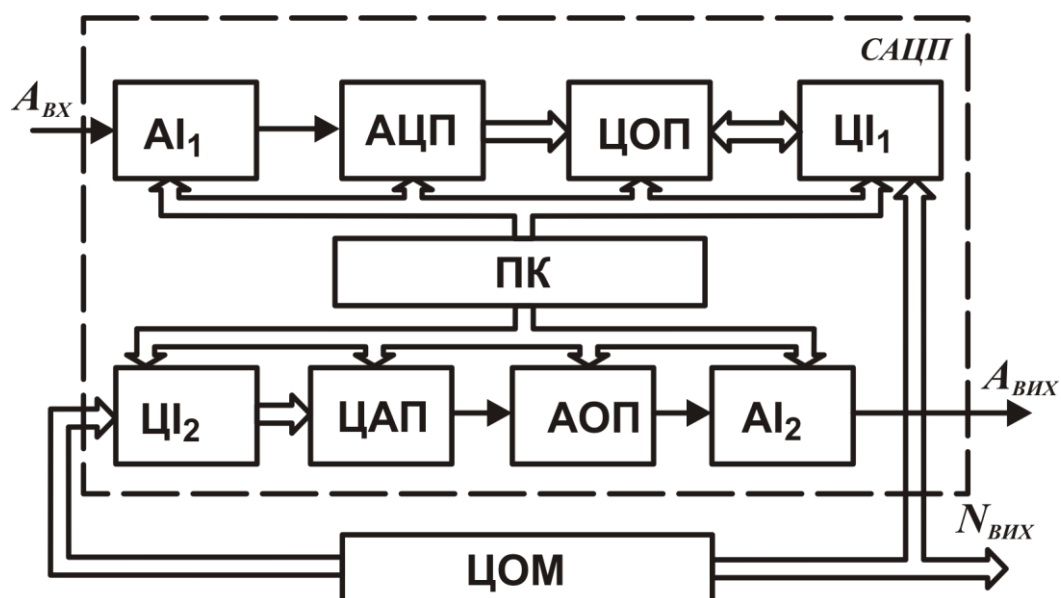 САЦП
A_ВХ
АІ₁ АЦП ЦОП ЦІ₁
ПК
ЦІ₂ ЦАП АОП АІ₂
A_ВИХ
N_ВИХ
ЦОМ